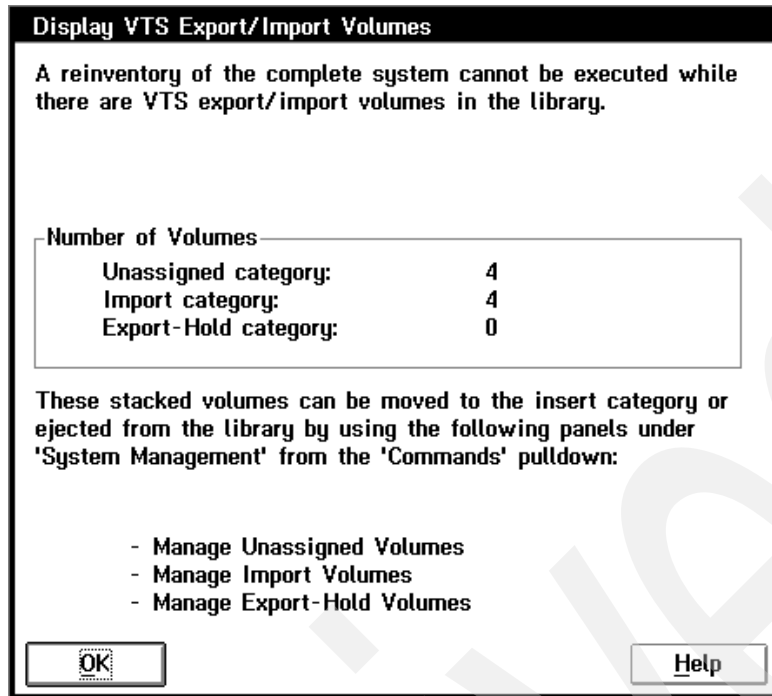 Display VTS Export/Import Volumes
A reinventory of the complete system cannot be executed while
there are VTS export/import volumes in the library.
Number of Volumes
Unassigned category: 4
Import category: 4
Export-Hold category: 0
These stacked volumes can be moved to the insert category or
ejected from the library by using the following panels under
'System Management' from the 'Commands' pulldown:
- Manage Unassigned Volumes
- Manage Import Volumes
- Manage Export-Hold Volumes
OK Help